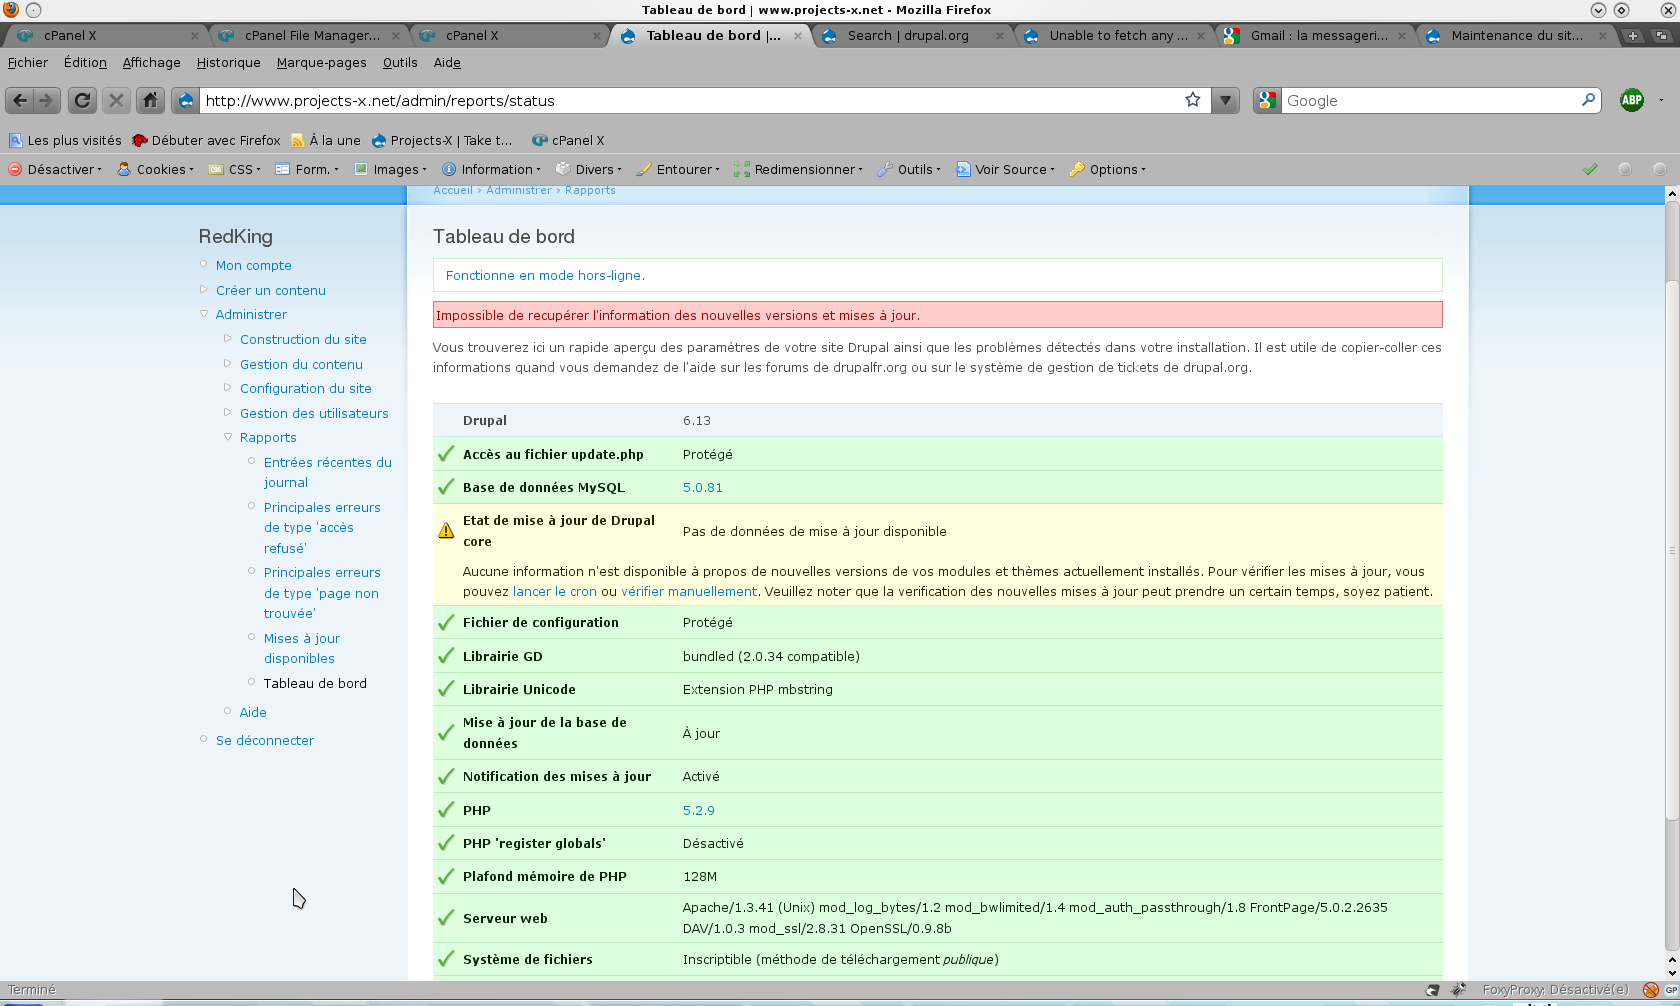 Tableau de bord | www.projects-x.net - Mozilla Firefox
cPanel X
cPanel File Manager...
cPanel X
Tableau de bord |...
Search | drupal.org
Unable to fetch any ...
Gmail : la messageri...
Maintenance du sit...
Fichier Édition Affichage Historique Marque-pages Outils Aide
http://www.projects-x.net/admin/reports/status
Google
ABP
Les plus visités Débuter avec Firefox À la une Projects-X | Take t... cPanel X
Désactiver Cookies CSS Form. Images Information Divers Entourer Redimensionner Outils Voir Source Options
Accueil › Administrer › Rapports
RedKing
Mon compte
Créer un contenu
Administrer
Construction du site
Gestion du contenu
Configuration du site
Gestion des utilisateurs
Rapports
Entrées récentes du
journal
Principales erreurs
de type 'accès
refusé'
Principales erreurs
de type 'page non
trouvée'
Mises à jour
disponibles
Tableau de bord
Aide
Se déconnecter
Tableau de bord
Fonctionne en mode hors-ligne.
Impossible de recupérer l'information des nouvelles versions et mises à jour.
Vous trouverez ici un rapide aperçu des paramètres de votre site Drupal ainsi que les problèmes détectés dans votre installation. Il est utile de copier-coller ces
informations quand vous demandez de l'aide sur les forums de drupalfr.org ou sur le système de gestion de tickets de drupal.org.
Drupal 6.13
Accès au fichier update.php Protégé
Base de données MySQL 5.0.81
Etat de mise à jour de Drupal
core
Pas de données de mise à jour disponible
Aucune information n'est disponible à propos de nouvelles versions de vos modules et thèmes actuellement installés. Pour vérifier les mises à jour, vous
pouvez lancer le cron ou vérifier manuellement. Veuillez noter que la verification des nouvelles mises à jour peut prendre un certain temps, soyez patient.
Fichier de configuration Protégé
Librairie GD bundled (2.0.34 compatible)
Librairie Unicode Extension PHP mbstring
Mise à jour de la base de
données
À jour
Notification des mises à jour Activé
PHP 5.2.9
PHP 'register globals' Désactivé
Plafond mémoire de PHP 128M
Serveur web
Apache/1.3.41 (Unix) mod_log_bytes/1.2 mod_bwlimited/1.4 mod_auth_passthrough/1.8 FrontPage/5.0.2.2635
DAV/1.0.3 mod_ssl/2.8.31 OpenSSL/0.9.8b
Système de fichiers Inscriptible (méthode de téléchargement publique)
Terminé
FoxyProxy: Désactivé(e)
GP